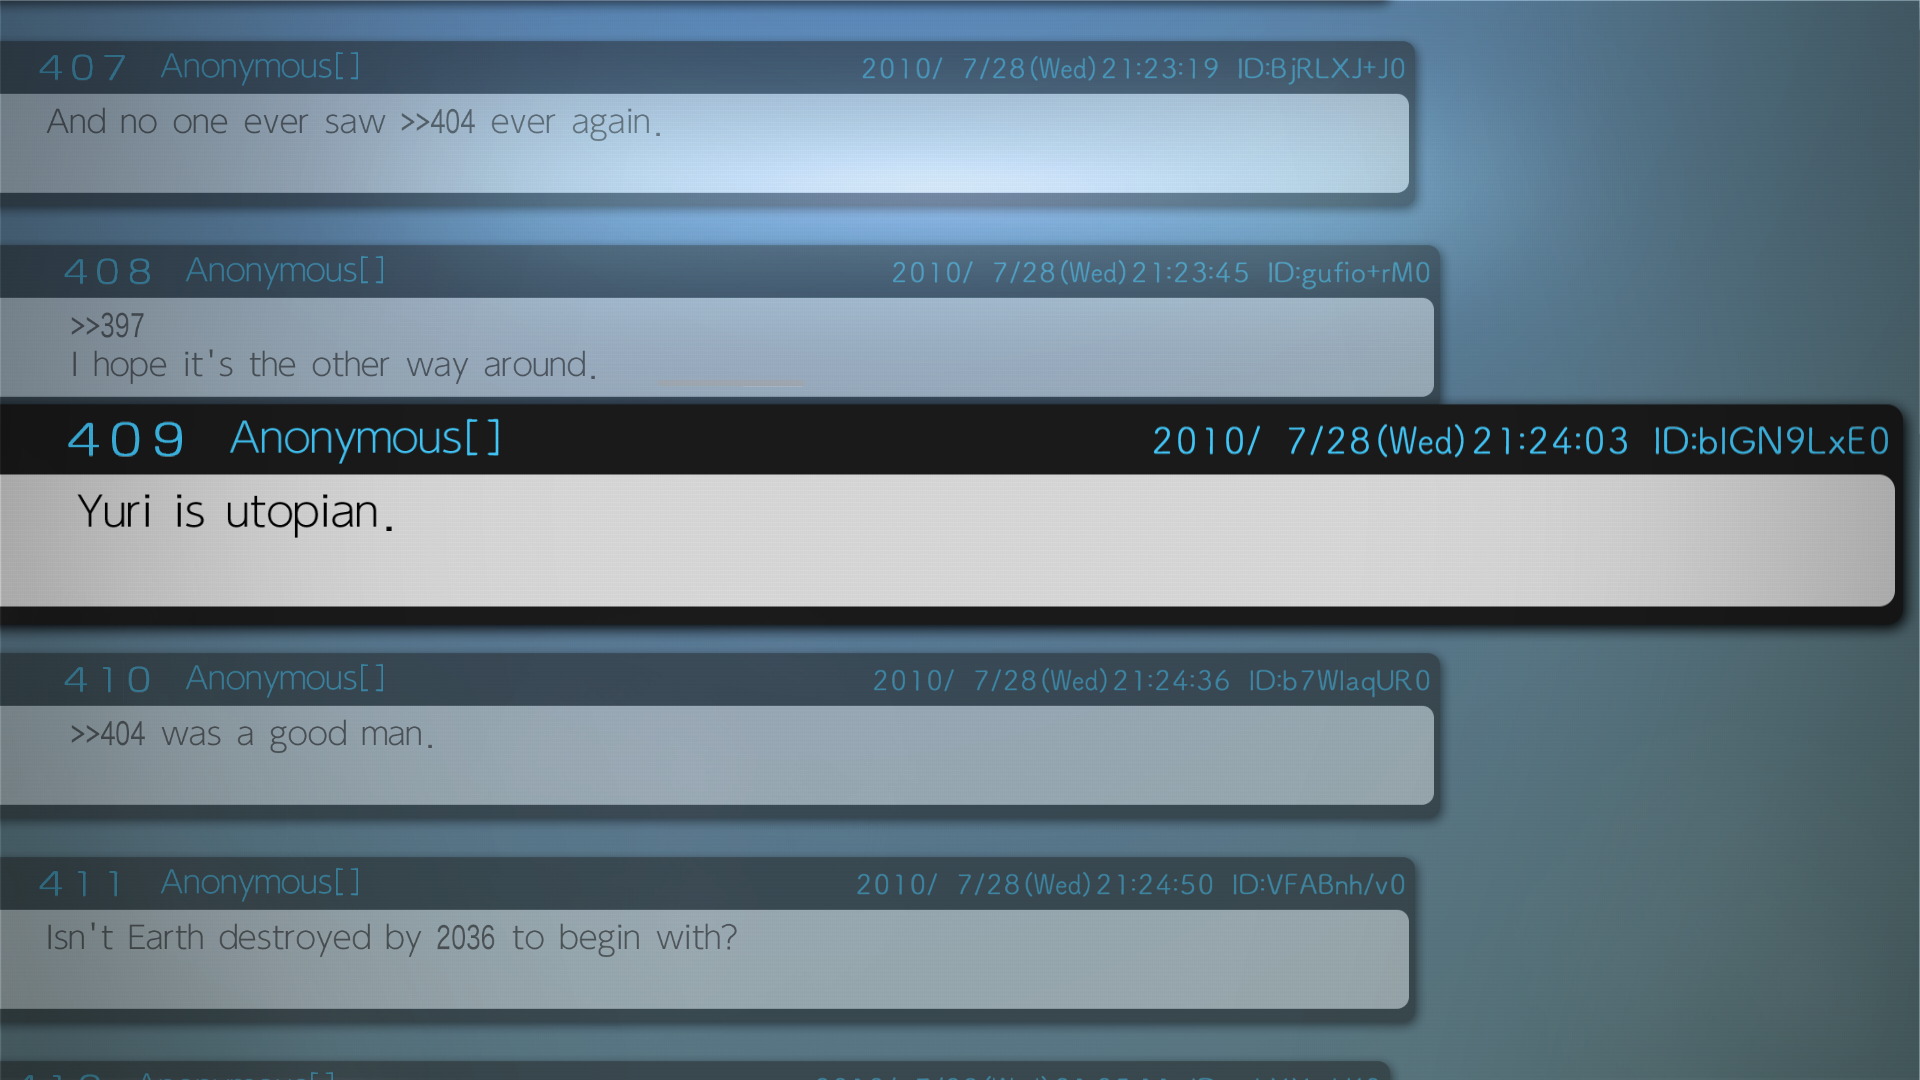 407 Anonymous[] 2010/ 7/28(Wed)21:23:19 ID:BjRLXJ+J0
And no one ever saw >>404 ever again.
408 Anonymous[] 2010/ 7/28(Wed)21:23:45 ID:gufio+rM0
>>397
I hope it's the other way around.
409 Anonymous[] 2010/ 7/28(Wed)21:24:03 ID:bIGN9LxE0
Yuri is utopian.
410 Anonymous[] 2010/ 7/28(Wed)21:24:36 ID:b7WlaqUR0
>>404 was a good man.
411 Anonymous[] 2010/ 7/28(Wed)21:24:50 ID:VFABnh/v0
Isn't Earth destroyed by 2036 to begin with?
Anonymous[]